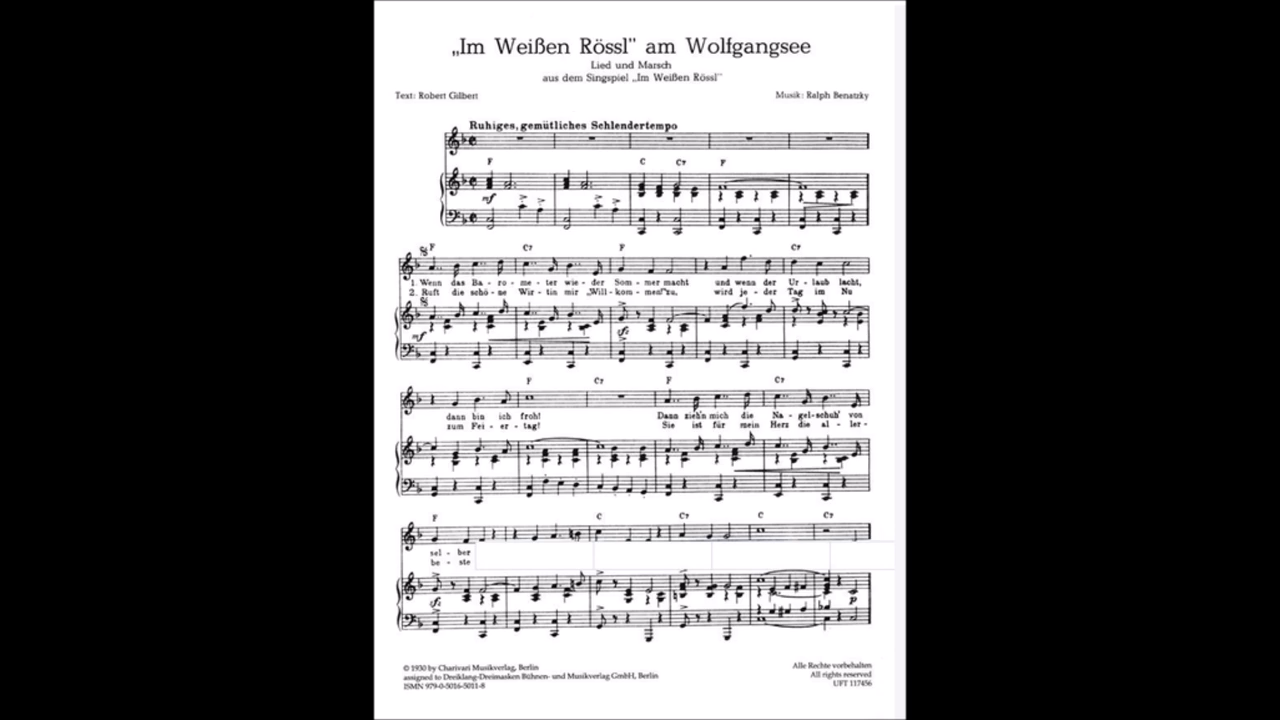 „Im Weißen Rössl" am Wolfgangsee
Lied und Marsch
aus dem Singspiel „Im Weißen Rössl"
Text: Robert Gilbert Musik: Ralph Benatzky
Ruhiges, gemütliches Schlendertempo
F C C7 F
mf
F C7 F C7
1. Wenn das Ba - ro - me - ter wie - der Som - mer macht und wenn der Ur - laub lacht,
2. Ruft die schö - ne Wir - tin mir „Will - kom - men!" zu, wird je - der Tag im Nu
mf sfz
F C7 F C7
dann bin ich froh! Dann zieh'n mich die Na - gel - schuh' von
zum Fei - er - tag! Sie ist für mein Herz die al - ler -
F C C7 C C7
sel - ber
be - ste
sfz p
© 1930 by Charivari Musikverlag, Berlin
assigned to Dreiklang-Dreimasken Bühnen- und Musikverlag GmbH, Berlin
ISMN 979-0-5016-5011-8
Alle Rechte vorbehalten
All rights reserved
UFT 117456